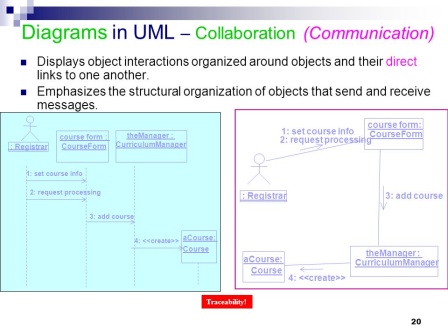 Diagrams in UML – Collaboration (Communication)
Displays object interactions organized around objects and their direct
links to one another.
Emphasizes the structural organization of objects that send and receive
messages.
: Registrar
course form :
CourseForm
theManager :
CurriculumManager
1: set course info
2: request processing
3: add course
4: <<create>>
aCourse:
Course
course form:
CourseForm
1: set course info
2: request processing
: Registrar
3: add course
theManager :
CurriculumManager
aCourse:
Course
4: <<create>>
Traceability!
20